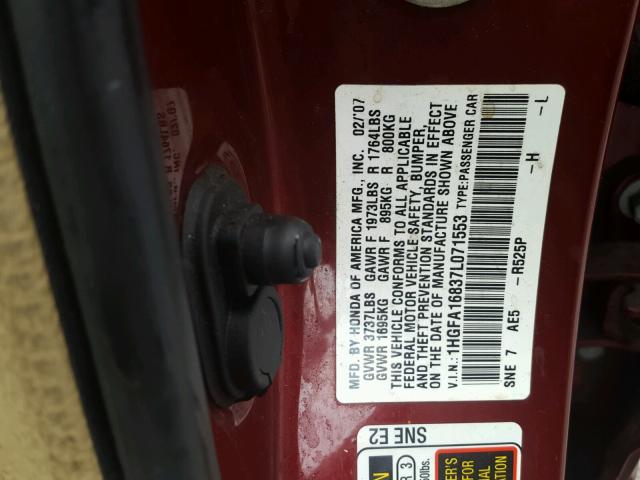 MFD. BY HONDA OF AMERICA MFG., INC. 02/'07
GVWR 3737LBS GAWR F 1973LBS R 1764LBS
GVWR 1695KG GAWR F 895KG R 800KG
THIS VEHICLE CONFORMS TO ALL APPLICABLE
FEDERAL MOTOR VEHICLE SAFETY, BUMPER,
AND THEFT PREVENTION STANDARDS IN EFFECT
ON THE DATE OF MANUFACTURE SHOWN ABOVE
V.I.N.:1HGFA16837L071553 TYPE:PASSENGER CAR
SNE 7 AE5 -R525P -H -L
SNE E2